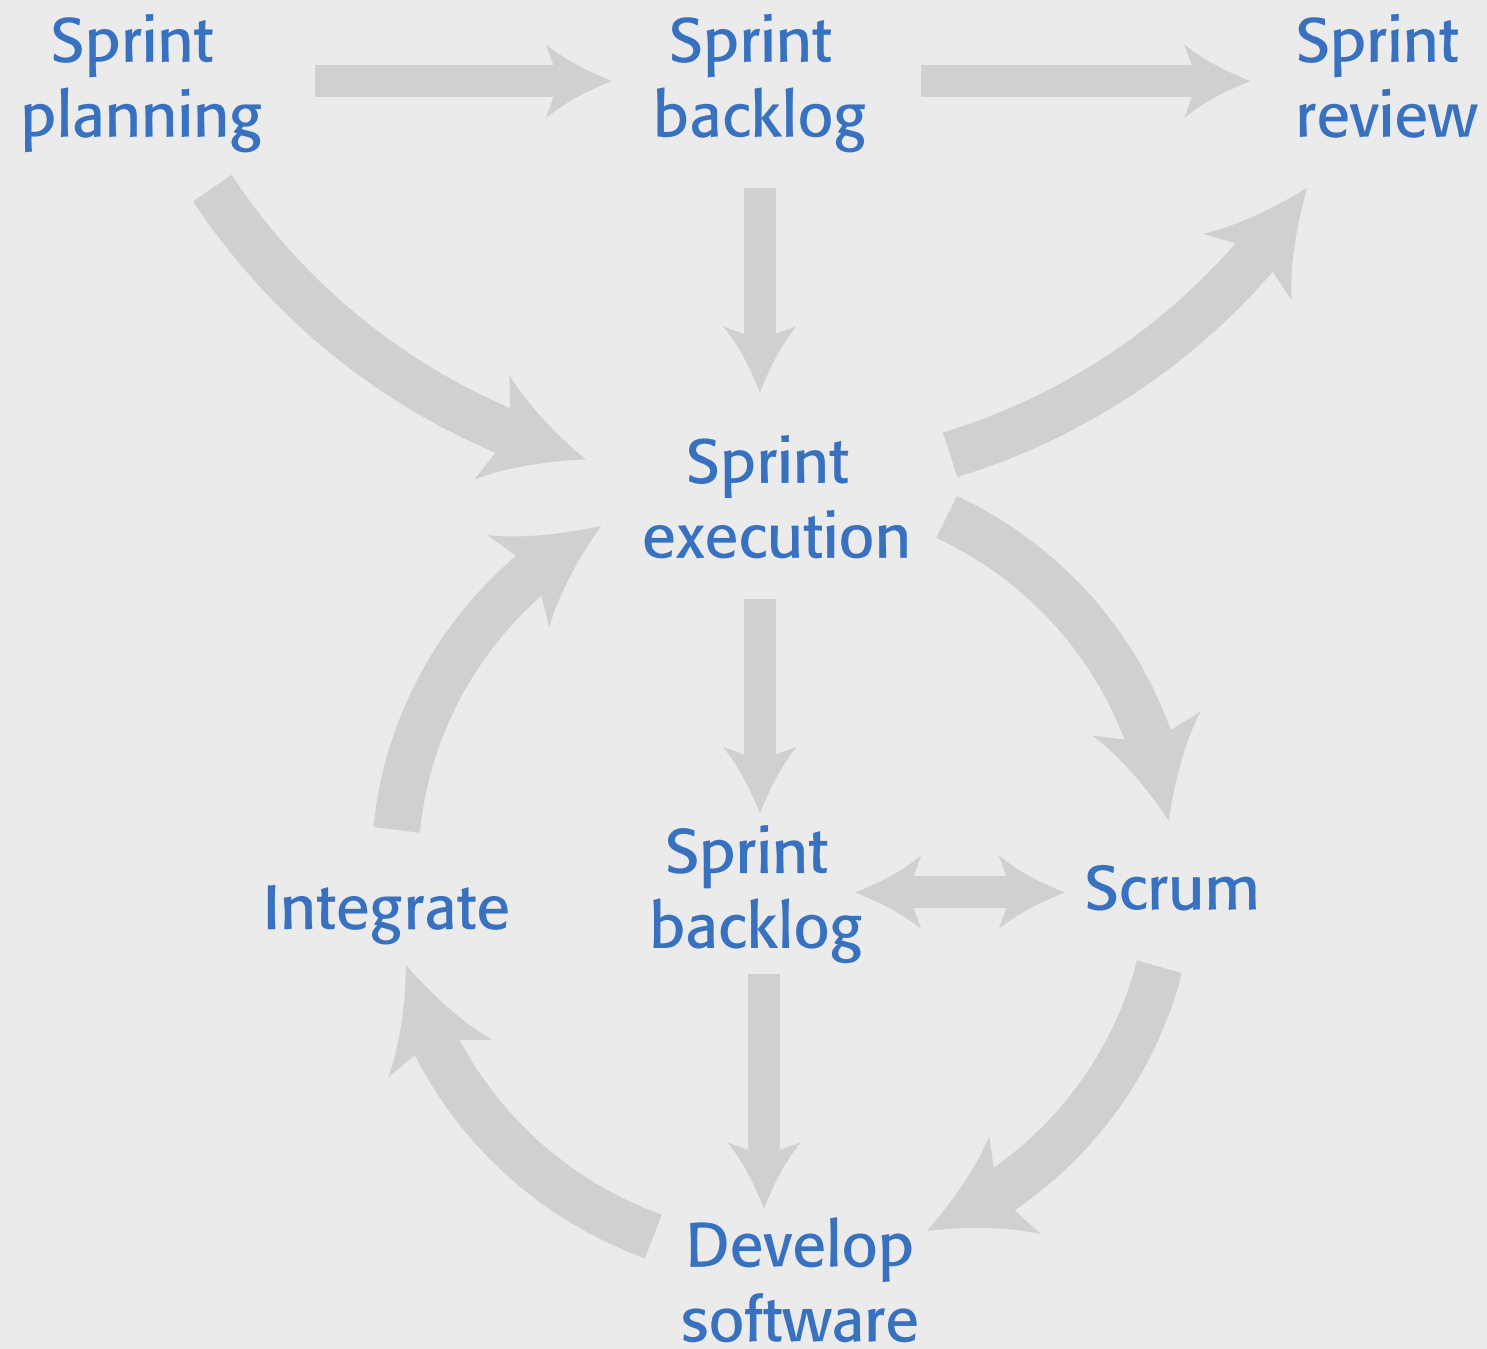 Sprint
planning
Sprint
backlog
Sprint
review
Sprint
execution
Integrate
Sprint
backlog
Scrum
Develop
software